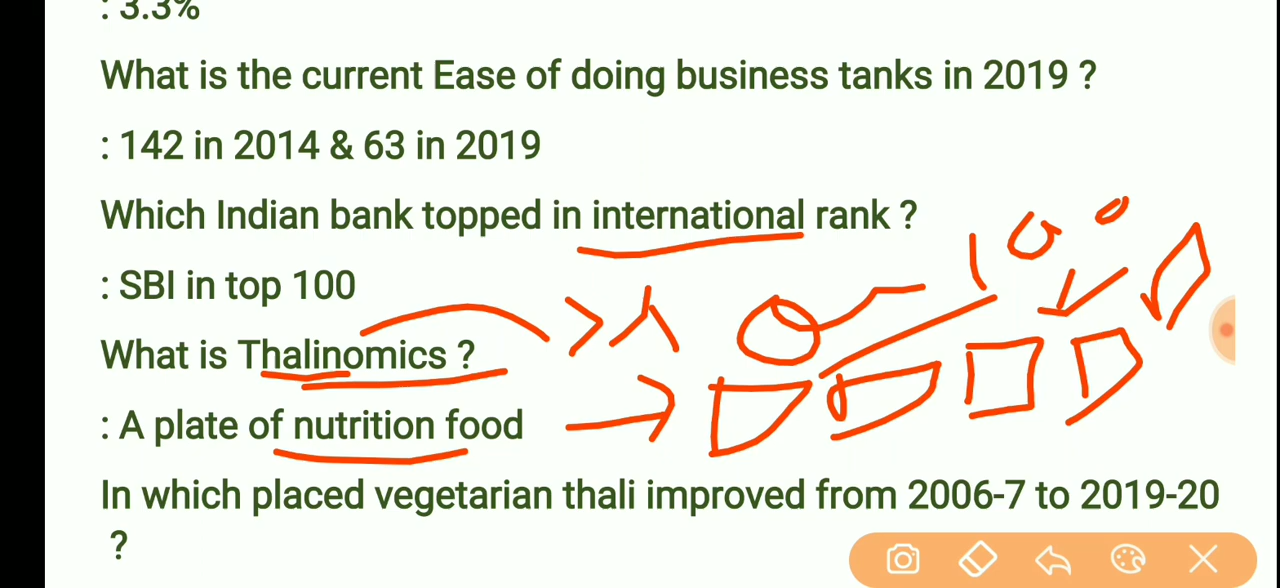 : 3.3%
What is the current Ease of doing business tanks in 2019 ?
: 142 in 2014 & 63 in 2019
Which Indian bank topped in international rank ?
: SBI in top 100
What is Thalinomics ?
: A plate of nutrition food
In which placed vegetarian thali improved from 2006-7 to 2019-20
?